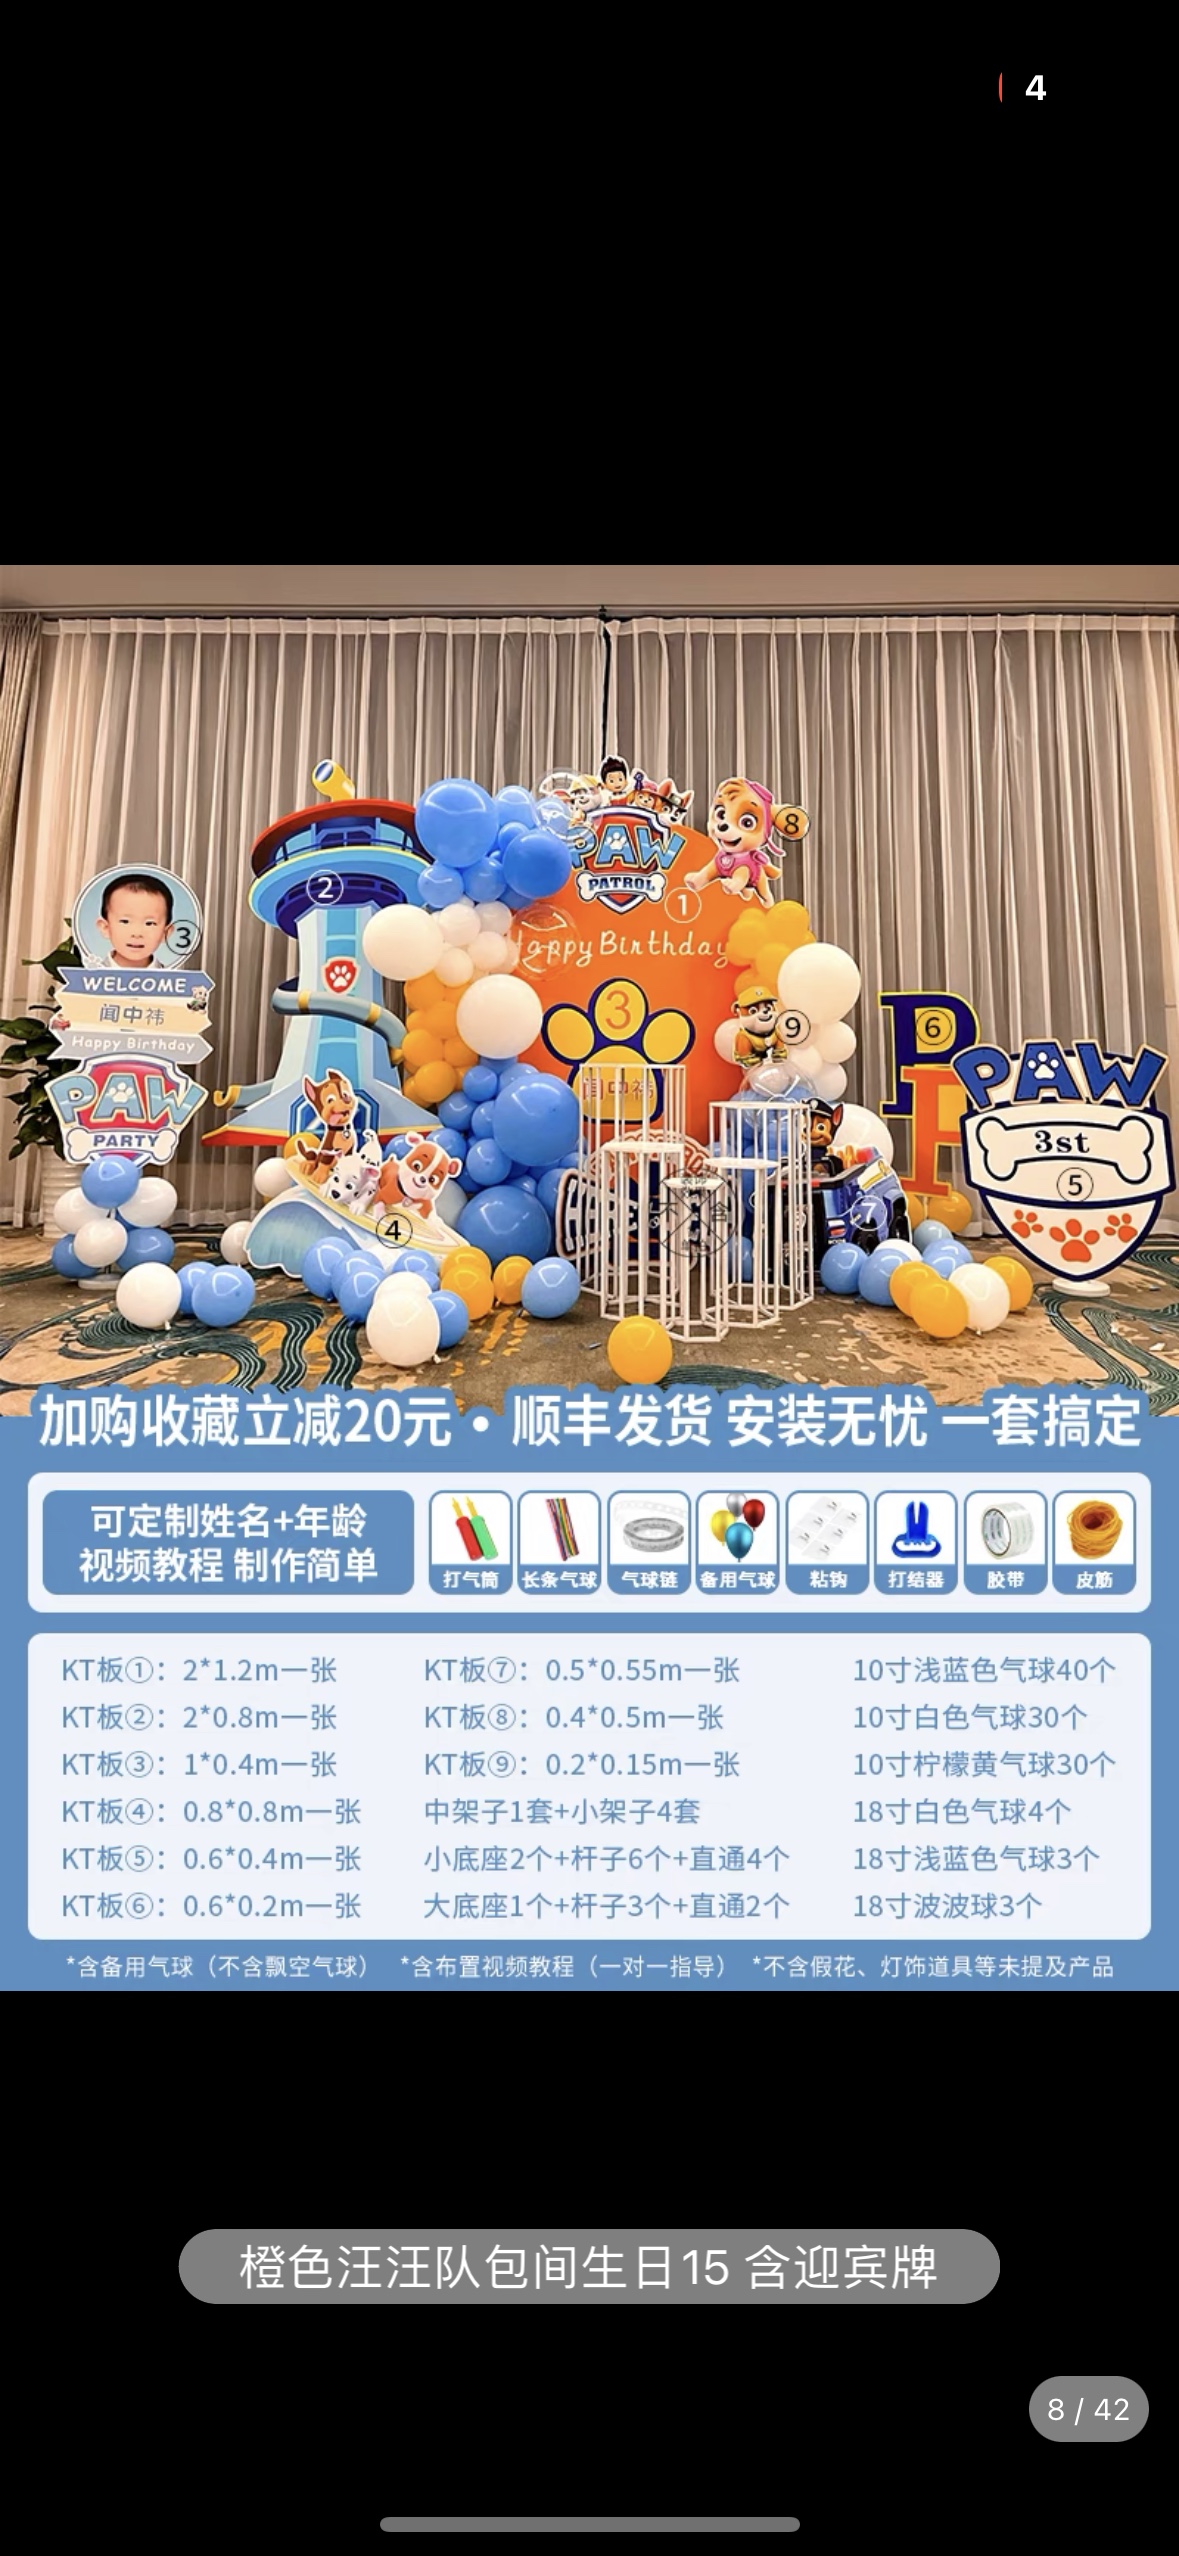 4
PAW
PATROL
8
2
1
3
Happy Birthday
WELCOME
闻中祎
Happy Birthday
3
9
6
PAW
PARTY
闻中祎
PAW
3st
5
7
4
不含
加购收藏立减20元 • 顺丰发货 安装无忧 一套搞定
可定制姓名+年龄
视频教程 制作简单
打气筒
长条气球
气球链
备用气球
粘钩
打结器
胶带
皮筋
KT板①：2*1.2m一张
KT板②：2*0.8m一张
KT板③：1*0.4m一张
KT板④：0.8*0.8m一张
KT板⑤：0.6*0.4m一张
KT板⑥：0.6*0.2m一张
KT板⑦：0.5*0.55m一张
KT板⑧：0.4*0.5m一张
KT板⑨：0.2*0.15m一张
中架子1套+小架子4套
小底座2个+杆子6个+直通4个
大底座1个+杆子3个+直通2个
10寸浅蓝色气球40个
10寸白色气球30个
10寸柠檬黄气球30个
18寸白色气球4个
18寸浅蓝色气球3个
18寸波波球3个
*含备用气球（不含飘空气球） *含布置视频教程（一对一指导） *不含假花、灯饰道具等未提及产品
橙色汪汪队包间生日15 含迎宾牌
8 / 42